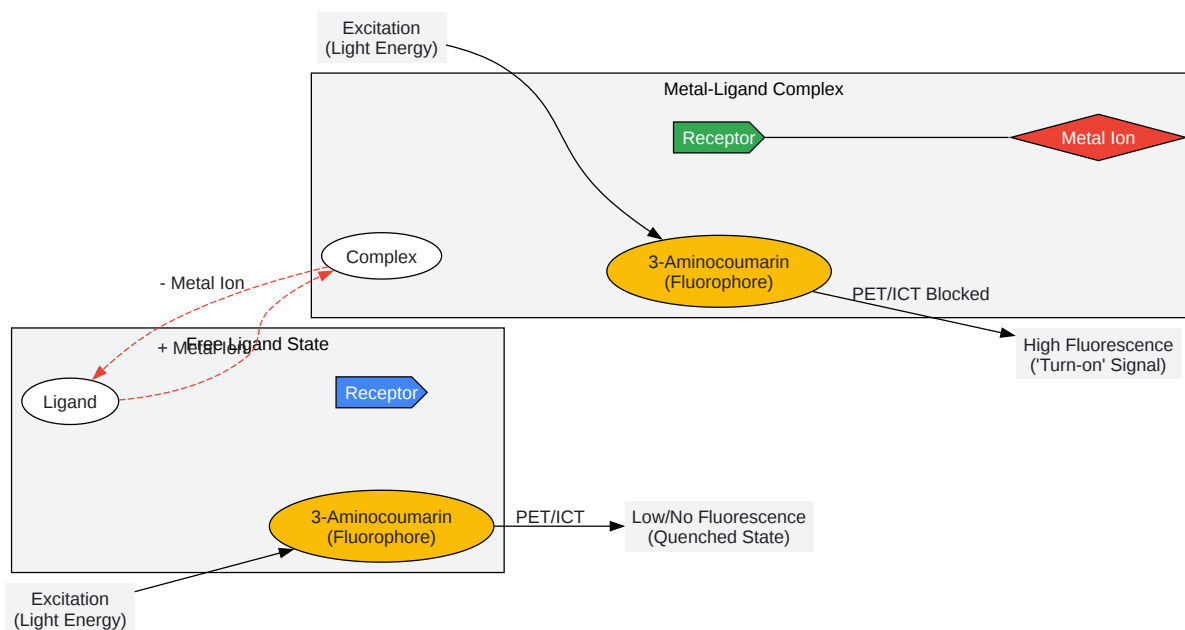 Excitation
(Light Energy)
Metal-Ligand Complex
Receptor
Metal Ion
Complex
3-Aminocoumarin
(Fluorophore)
- Metal Ion
PET/ICT Blocked
+ Metal Ion
Free Ligand State
High Fluorescence
('Turn-on' Signal)
Ligand
Receptor
3-Aminocoumarin
(Fluorophore)
PET/ICT
Low/No Fluorescence
(Quenched State)
Excitation
(Light Energy)